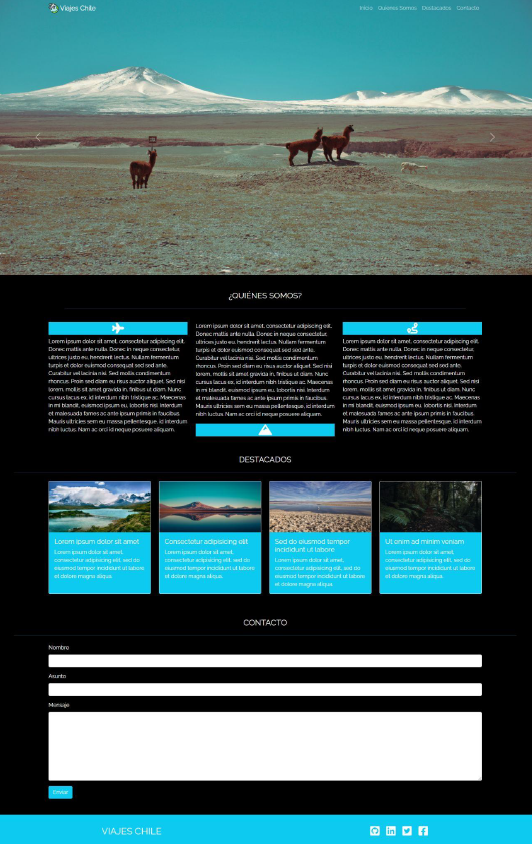 Viajes Chile
Inicio Quienes Somos Destacados Contacto
¿QUIÉNES SOMOS?
Lorem ipsum dolor sit amet, consectetur adipiscing elit.
Donec mattis ante nulla. Donec in neque consectetur,
ultrices justo eu, hendrerit lectus. Nullam fermentum
turpis et dolor euismod consequat sed sed ante.
Curabitur vel lacinia nisi. Sed mollis condimentum
rhoncus. Proin sed diam eu risus auctor aliquet. Sed nisi
lorem, mollis sit amet gravida in, finibus ut diam. Nunc
cursus lacus ex, id interdum nibh tristique ac. Maecenas
in mi blandit, euismod ipsum eu, lobortis nisi. Interdum
et malesuada fames ac ante ipsum primis in faucibus.
Mauris ultricies sem eu massa pellentesque, id interdum
nibh luctus. Nam ac orci id neque posuere aliquam.
Lorem ipsum dolor sit amet, consectetur adipiscing elit.
Donec mattis ante nulla. Donec in neque consectetur,
ultrices justo eu, hendrerit lectus. Nullam fermentum
turpis et dolor euismod consequat sed sed ante.
Curabitur vel lacinia nisi. Sed mollis condimentum
rhoncus. Proin sed diam eu risus auctor aliquet. Sed nisi
lorem, mollis sit amet gravida in, finibus ut diam. Nunc
cursus lacus ex, id interdum nibh tristique ac. Maecenas
in mi blandit, euismod ipsum eu, lobortis nisi. Interdum
et malesuada fames ac ante ipsum primis in faucibus.
Mauris ultricies sem eu massa pellentesque, id interdum
nibh luctus. Nam ac orci id neque posuere aliquam.
Lorem ipsum dolor sit amet, consectetur adipiscing elit.
Donec mattis ante nulla. Donec in neque consectetur,
ultrices justo eu, hendrerit lectus. Nullam fermentum
turpis et dolor euismod consequat sed sed ante.
Curabitur vel lacinia nisi. Sed mollis condimentum
rhoncus. Proin sed diam eu risus auctor aliquet. Sed nisi
lorem, mollis sit amet gravida in, finibus ut diam. Nunc
cursus lacus ex, id interdum nibh tristique ac. Maecenas
in mi blandit, euismod ipsum eu, lobortis nisi. Interdum
et malesuada fames ac ante ipsum primis in faucibus.
Mauris ultricies sem eu massa pellentesque, id interdum
nibh luctus. Nam ac orci id neque posuere aliquam.
DESTACADOS
Lorem ipsum dolor sit amet
Lorem ipsum dolor sit amet,
consectetur adipisicing elit, sed do
eiusmod tempor incididunt ut labore
et dolore magna aliqua.
Consectetur adipisicing elit
Lorem ipsum dolor sit amet,
consectetur adipisicing elit, sed do
eiusmod tempor incididunt ut labore
et dolore magna aliqua.
Sed do eiusmod tempor
incididunt ut labore
Lorem ipsum dolor sit amet,
consectetur adipisicing elit, sed do
eiusmod tempor incididunt ut labore
et dolore magna aliqua.
Ut enim ad minim veniam
Lorem ipsum dolor sit amet,
consectetur adipisicing elit, sed do
eiusmod tempor incididunt ut labore
et dolore magna aliqua.
CONTACTO
Nombre
Asunto
Mensaje
Enviar
VIAJES CHILE